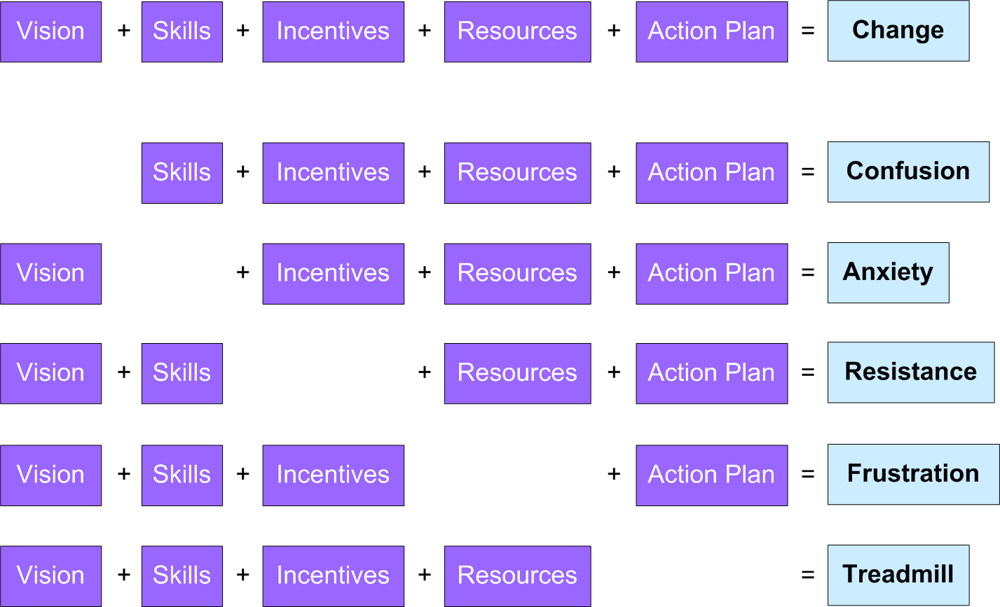 Vision + Skills + Incentives + Resources + Action Plan = Change
Skills + Incentives + Resources + Action Plan = Confusion
Vision + Incentives + Resources + Action Plan = Anxiety
Vision + Skills + Resources + Action Plan = Resistance
Vision + Skills + Incentives + Action Plan = Frustration
Vision + Skills + Incentives + Resources = Treadmill